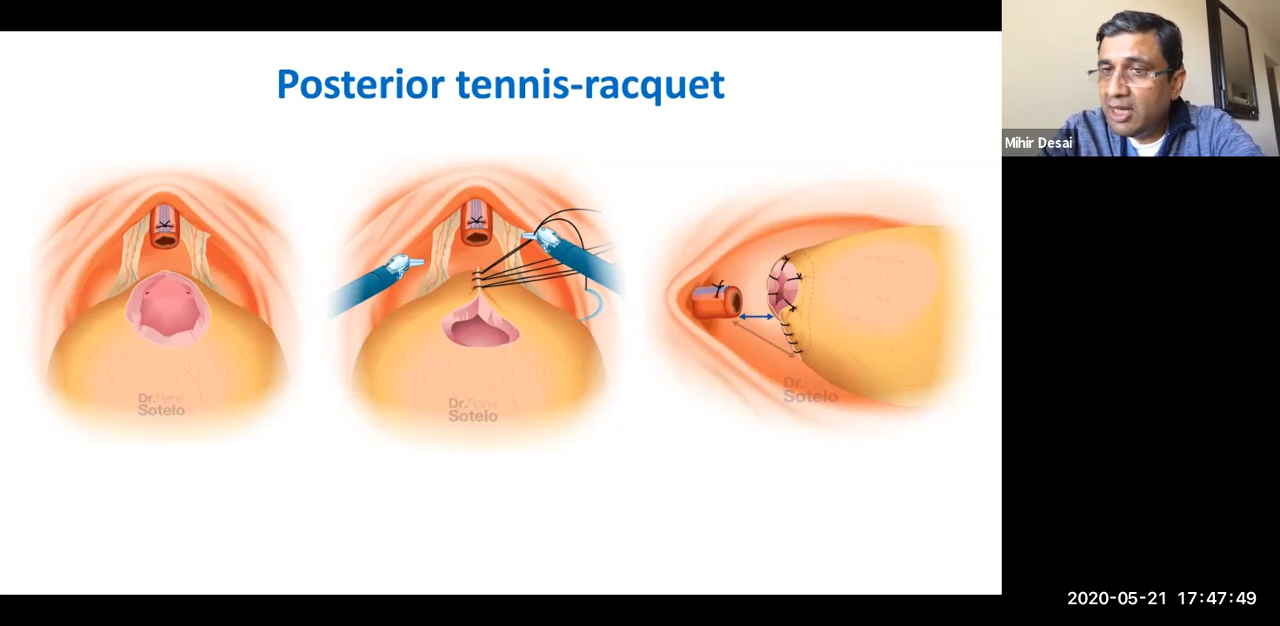 Posterior tennis-racquet
Mihir Desai
Dr.René
Sotelo
Dr.René
Sotelo
Dr.
Sotelo
2020-05-21 17:47:49